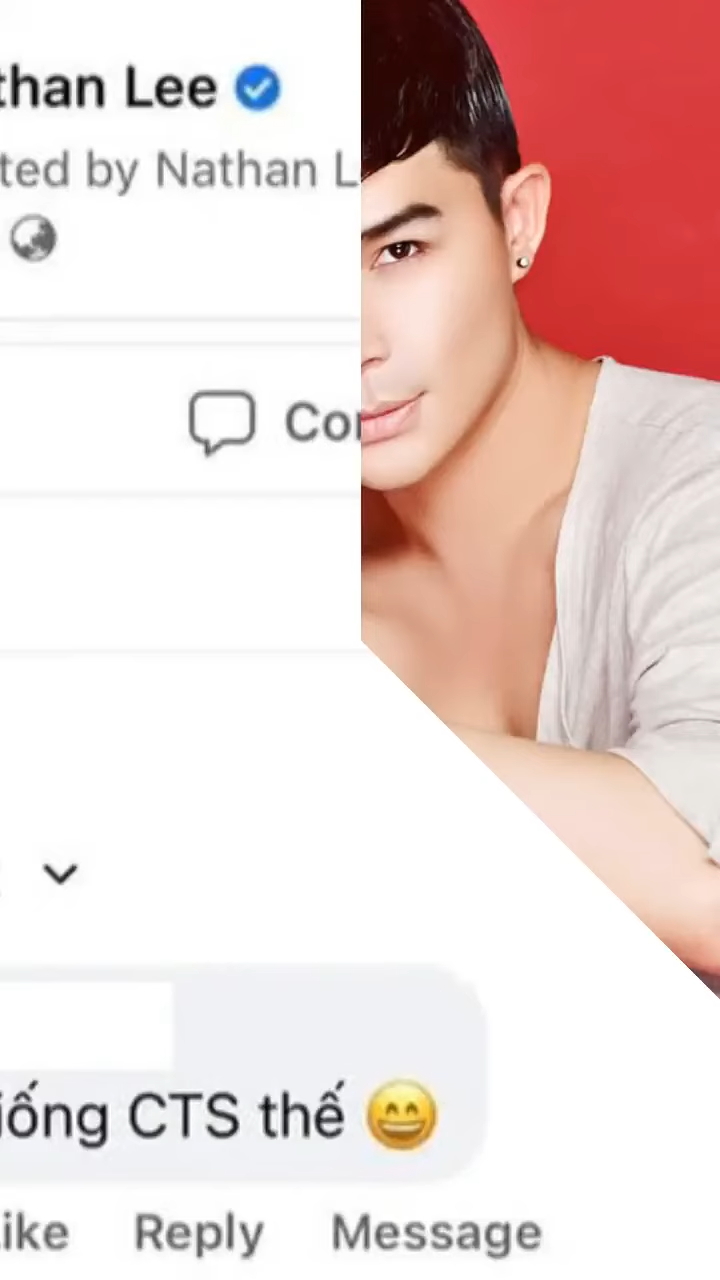 than Lee
ted by Nathan L
Co
iống CTS thế 😄
ike
Reply
Message